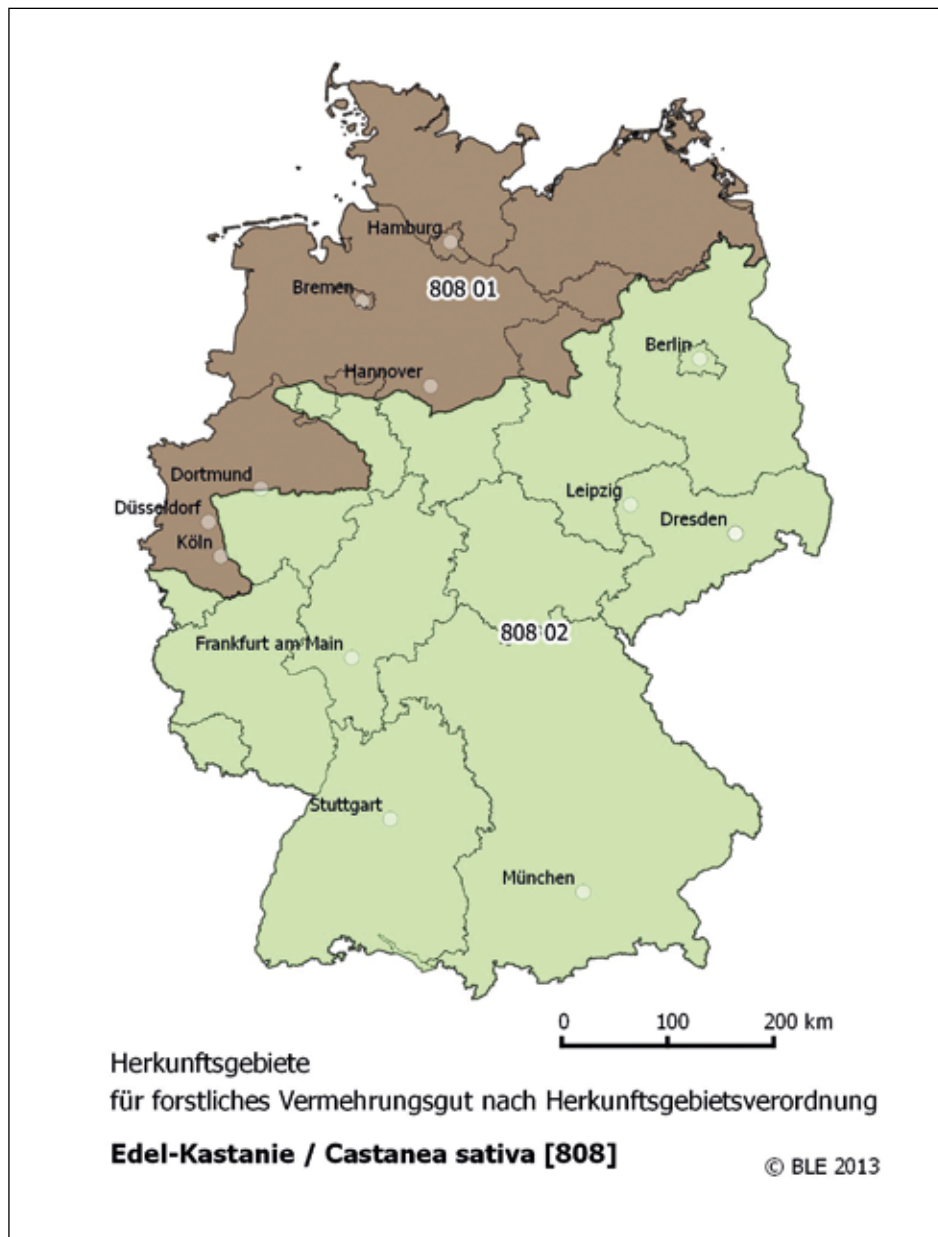 Hamburg
808 01
Bremen
Berlin
Hannover
Dortmund
Leipzig
Düsseldorf
Dresden
Köln
808 02
Frankfurt am Main
Stuttgart
München
0 100 200 km
Herkunftsgebiete
für forstliches Vermehrungsgut nach Herkunftsgebietsverordnung
Edel-Kastanie / Castanea sativa [808]
© BLE 2013